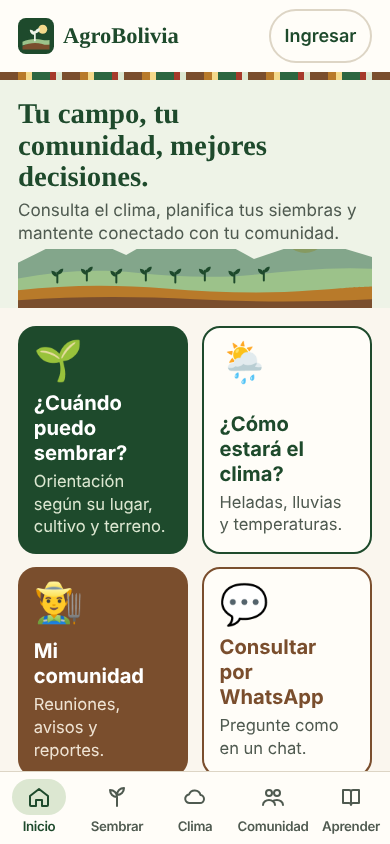 AgroBolivia
Ingresar
Tu campo, tu
comunidad, mejores
decisiones.
Consulta el clima, planifica tus siembras y
mantente conectado con tu comunidad.
¿Cuándo
puedo
sembrar?
Orientación
según su lugar,
cultivo y terreno.
¿Cómo
estará el
clima?
Heladas, lluvias
y temperaturas.
Mi
comunidad
Reuniones,
avisos y
reportes.
Consultar
por
WhatsApp
Pregunte como
en un chat.
Inicio
Sembrar
Clima
Comunidad
Aprender